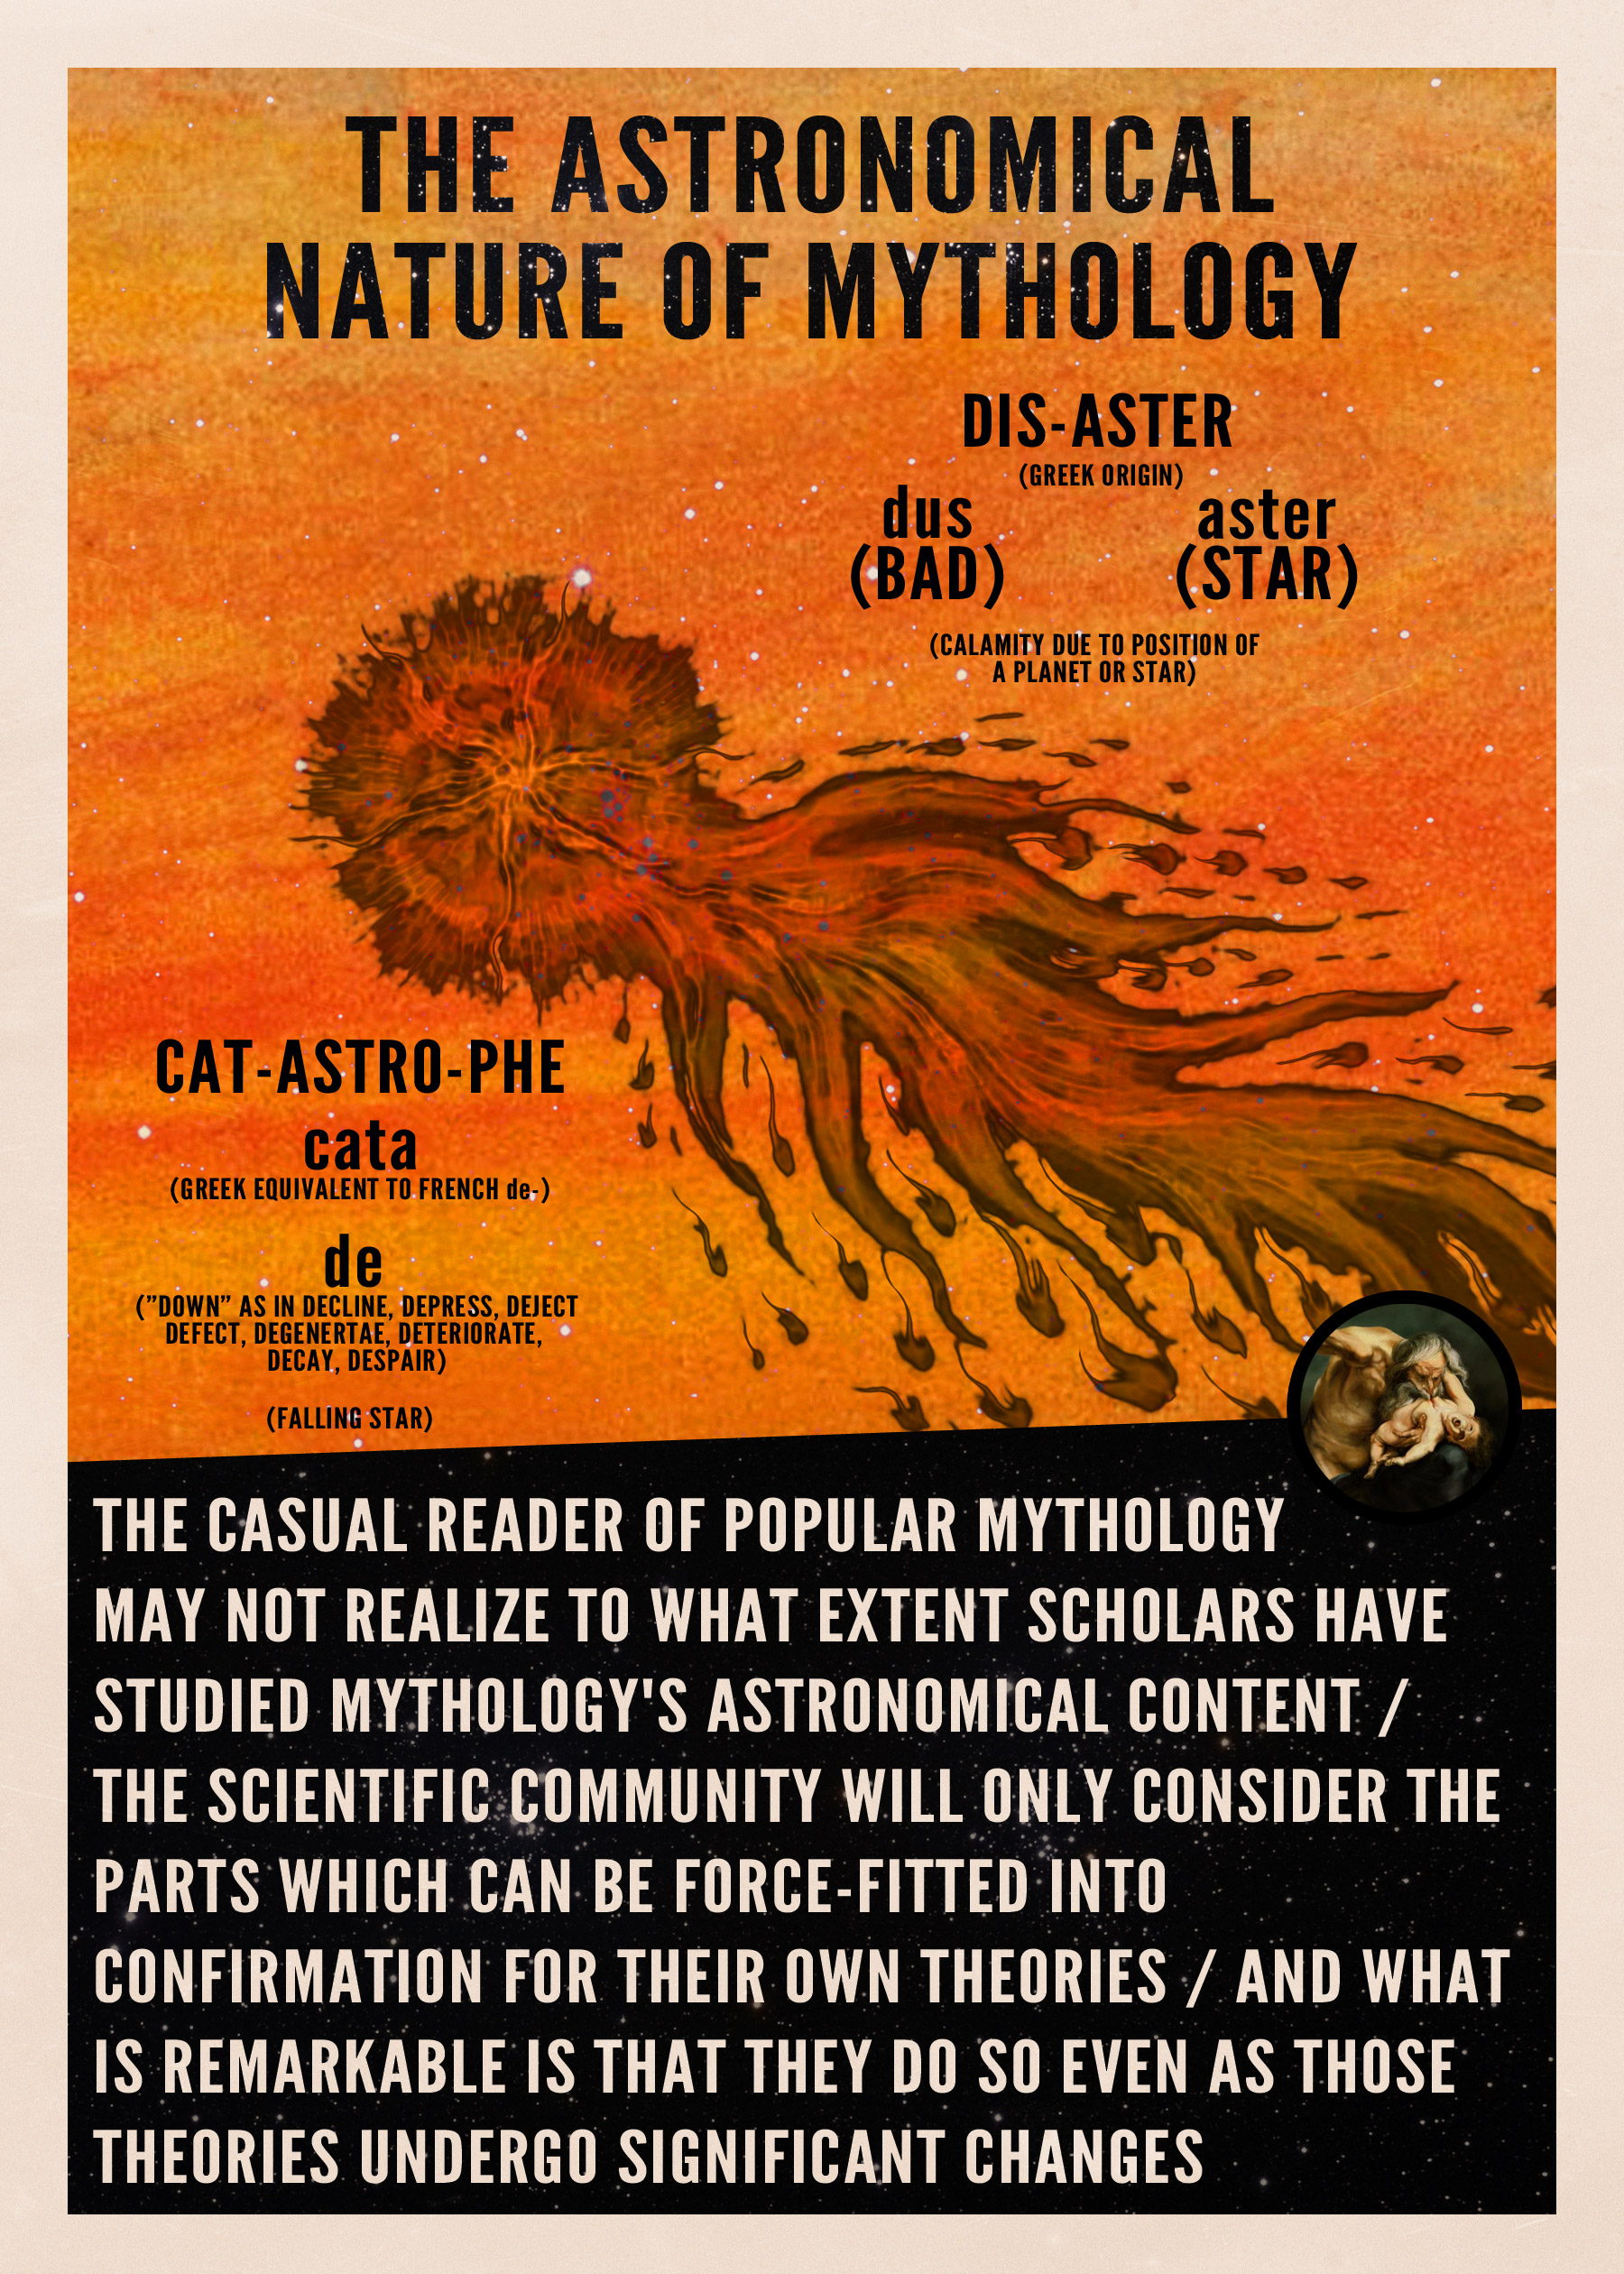 THE ASTRONOMICAL
NATURE OF MYTHOLOGY
DIS-ASTER
(GREEK ORIGIN)
dus aster
(BAD) (STAR)
(CALAMITY DUE TO POSITION OF
A PLANET OR STAR)
CAT-ASTRO-PHE
cata
(GREEK EQUIVALENT TO FRENCH de-)
de
("DOWN" AS IN DECLINE, DEPRESS, DEJECT
DEFECT, DEGENERTAE, DETERIORATE,
DECAY, DESPAIR)
(FALLING STAR)
THE CASUAL READER OF POPULAR MYTHOLOGY
MAY NOT REALIZE TO WHAT EXTENT SCHOLARS HAVE
STUDIED MYTHOLOGY'S ASTRONOMICAL CONTENT /
THE SCIENTIFIC COMMUNITY WILL ONLY CONSIDER THE
PARTS WHICH CAN BE FORCE-FITTED INTO
CONFIRMATION FOR THEIR OWN THEORIES / AND WHAT
IS REMARKABLE IS THAT THEY DO SO EVEN AS THOSE
THEORIES UNDERGO SIGNIFICANT CHANGES